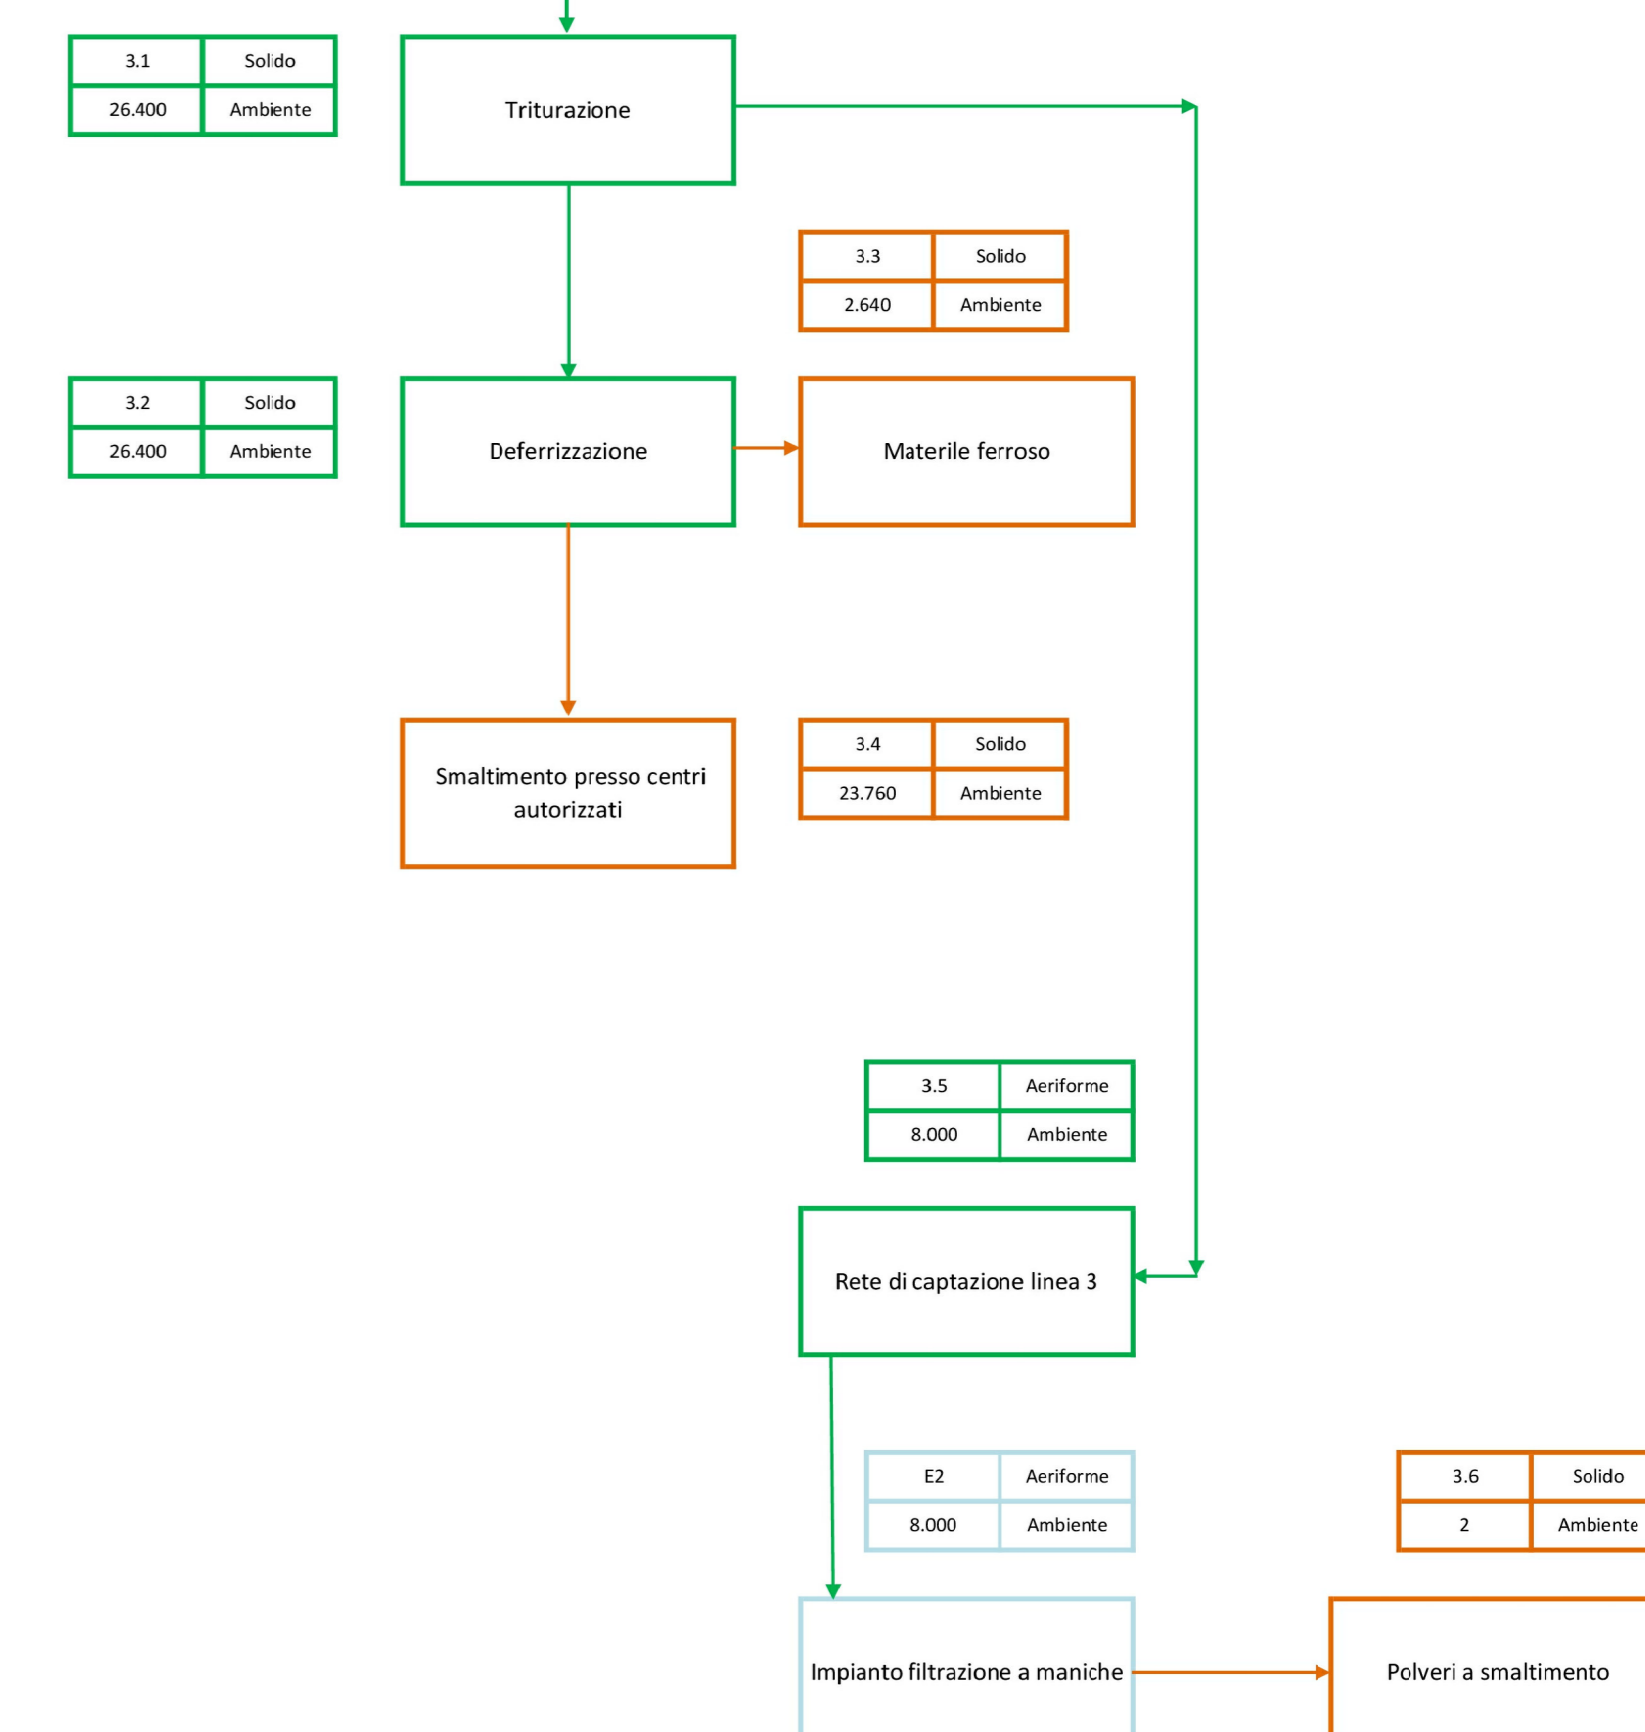 3.1 Solido
26.400 Ambiente
Triturazione
3.3 Solido
2.640 Ambiente
3.2 Solido
26.400 Ambiente
Deferrizzazione
Materile ferroso
Smaltimento presso centri
autorizzati
3.4 Solido
23.760 Ambiente
3.5 Aeriforme
8.000 Ambiente
Rete di captazione linea 3
E2 Aeriforme
8.000 Ambiente
3.6 Solido
2 Ambiente
Impianto filtrazione a maniche
Polveri a smaltimento